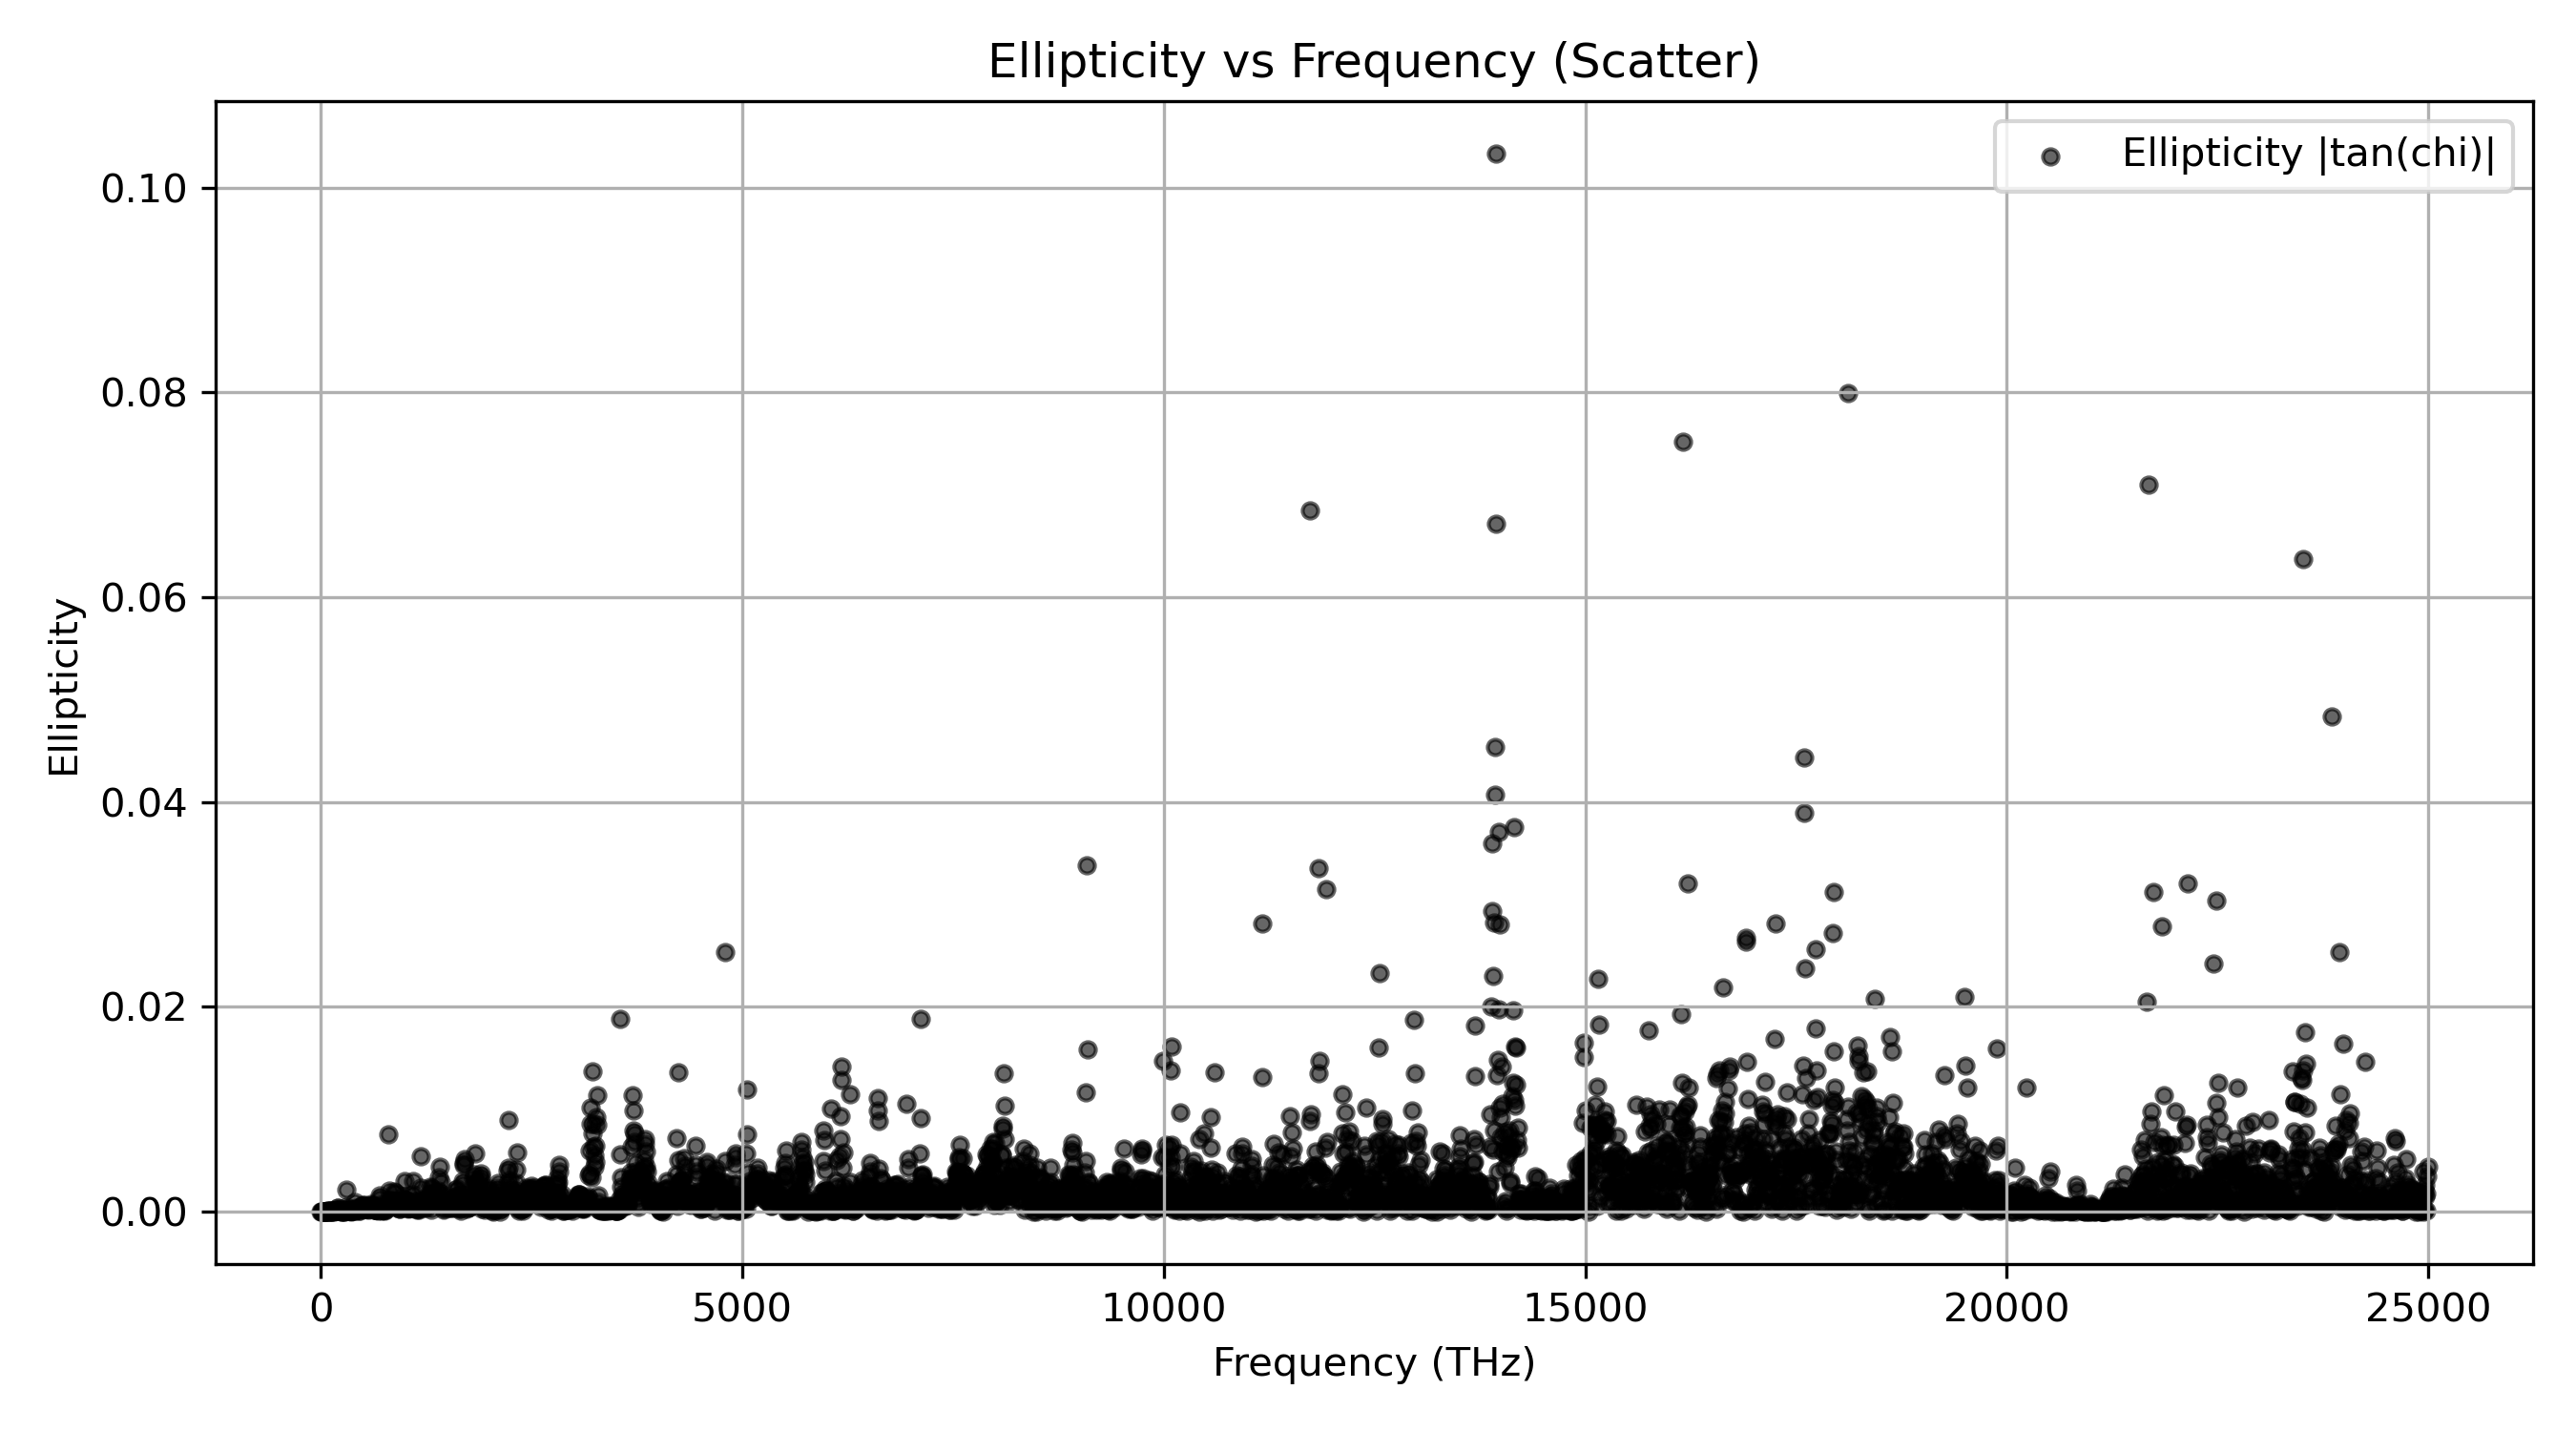 Ellipticity vs Frequency (Scatter)
Ellipticity |tan(chi)|
0.10
0.08
0.06
0.04
0.02
0.00
Ellipticity
0 5000 10000 15000 20000 25000
Frequency (THz)